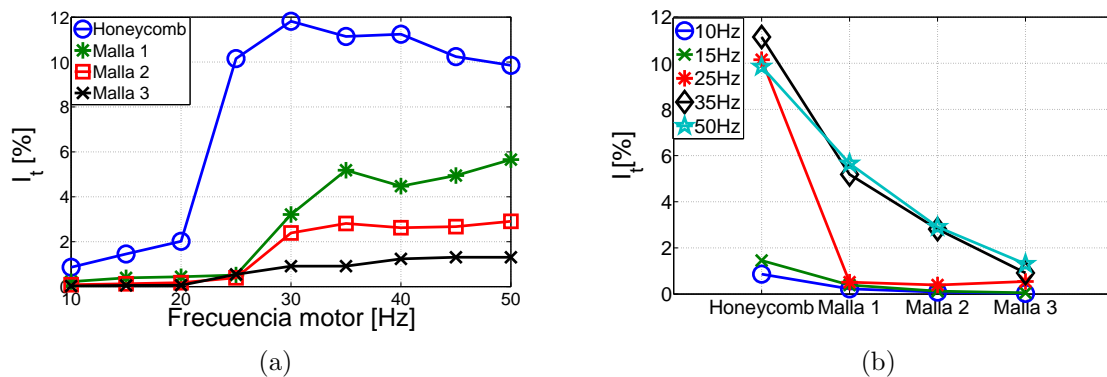 12
10
8
6
4
2
0
I_t [%]
Honeycomb
Malla 1
Malla 2
Malla 3
10 20 30 40 50
Frecuencia motor [Hz]
(a)
12
10
8
6
4
2
0
I_t [%]
10Hz
15Hz
25Hz
35Hz
50Hz
Honeycomb Malla 1 Malla 2 Malla 3
(b)